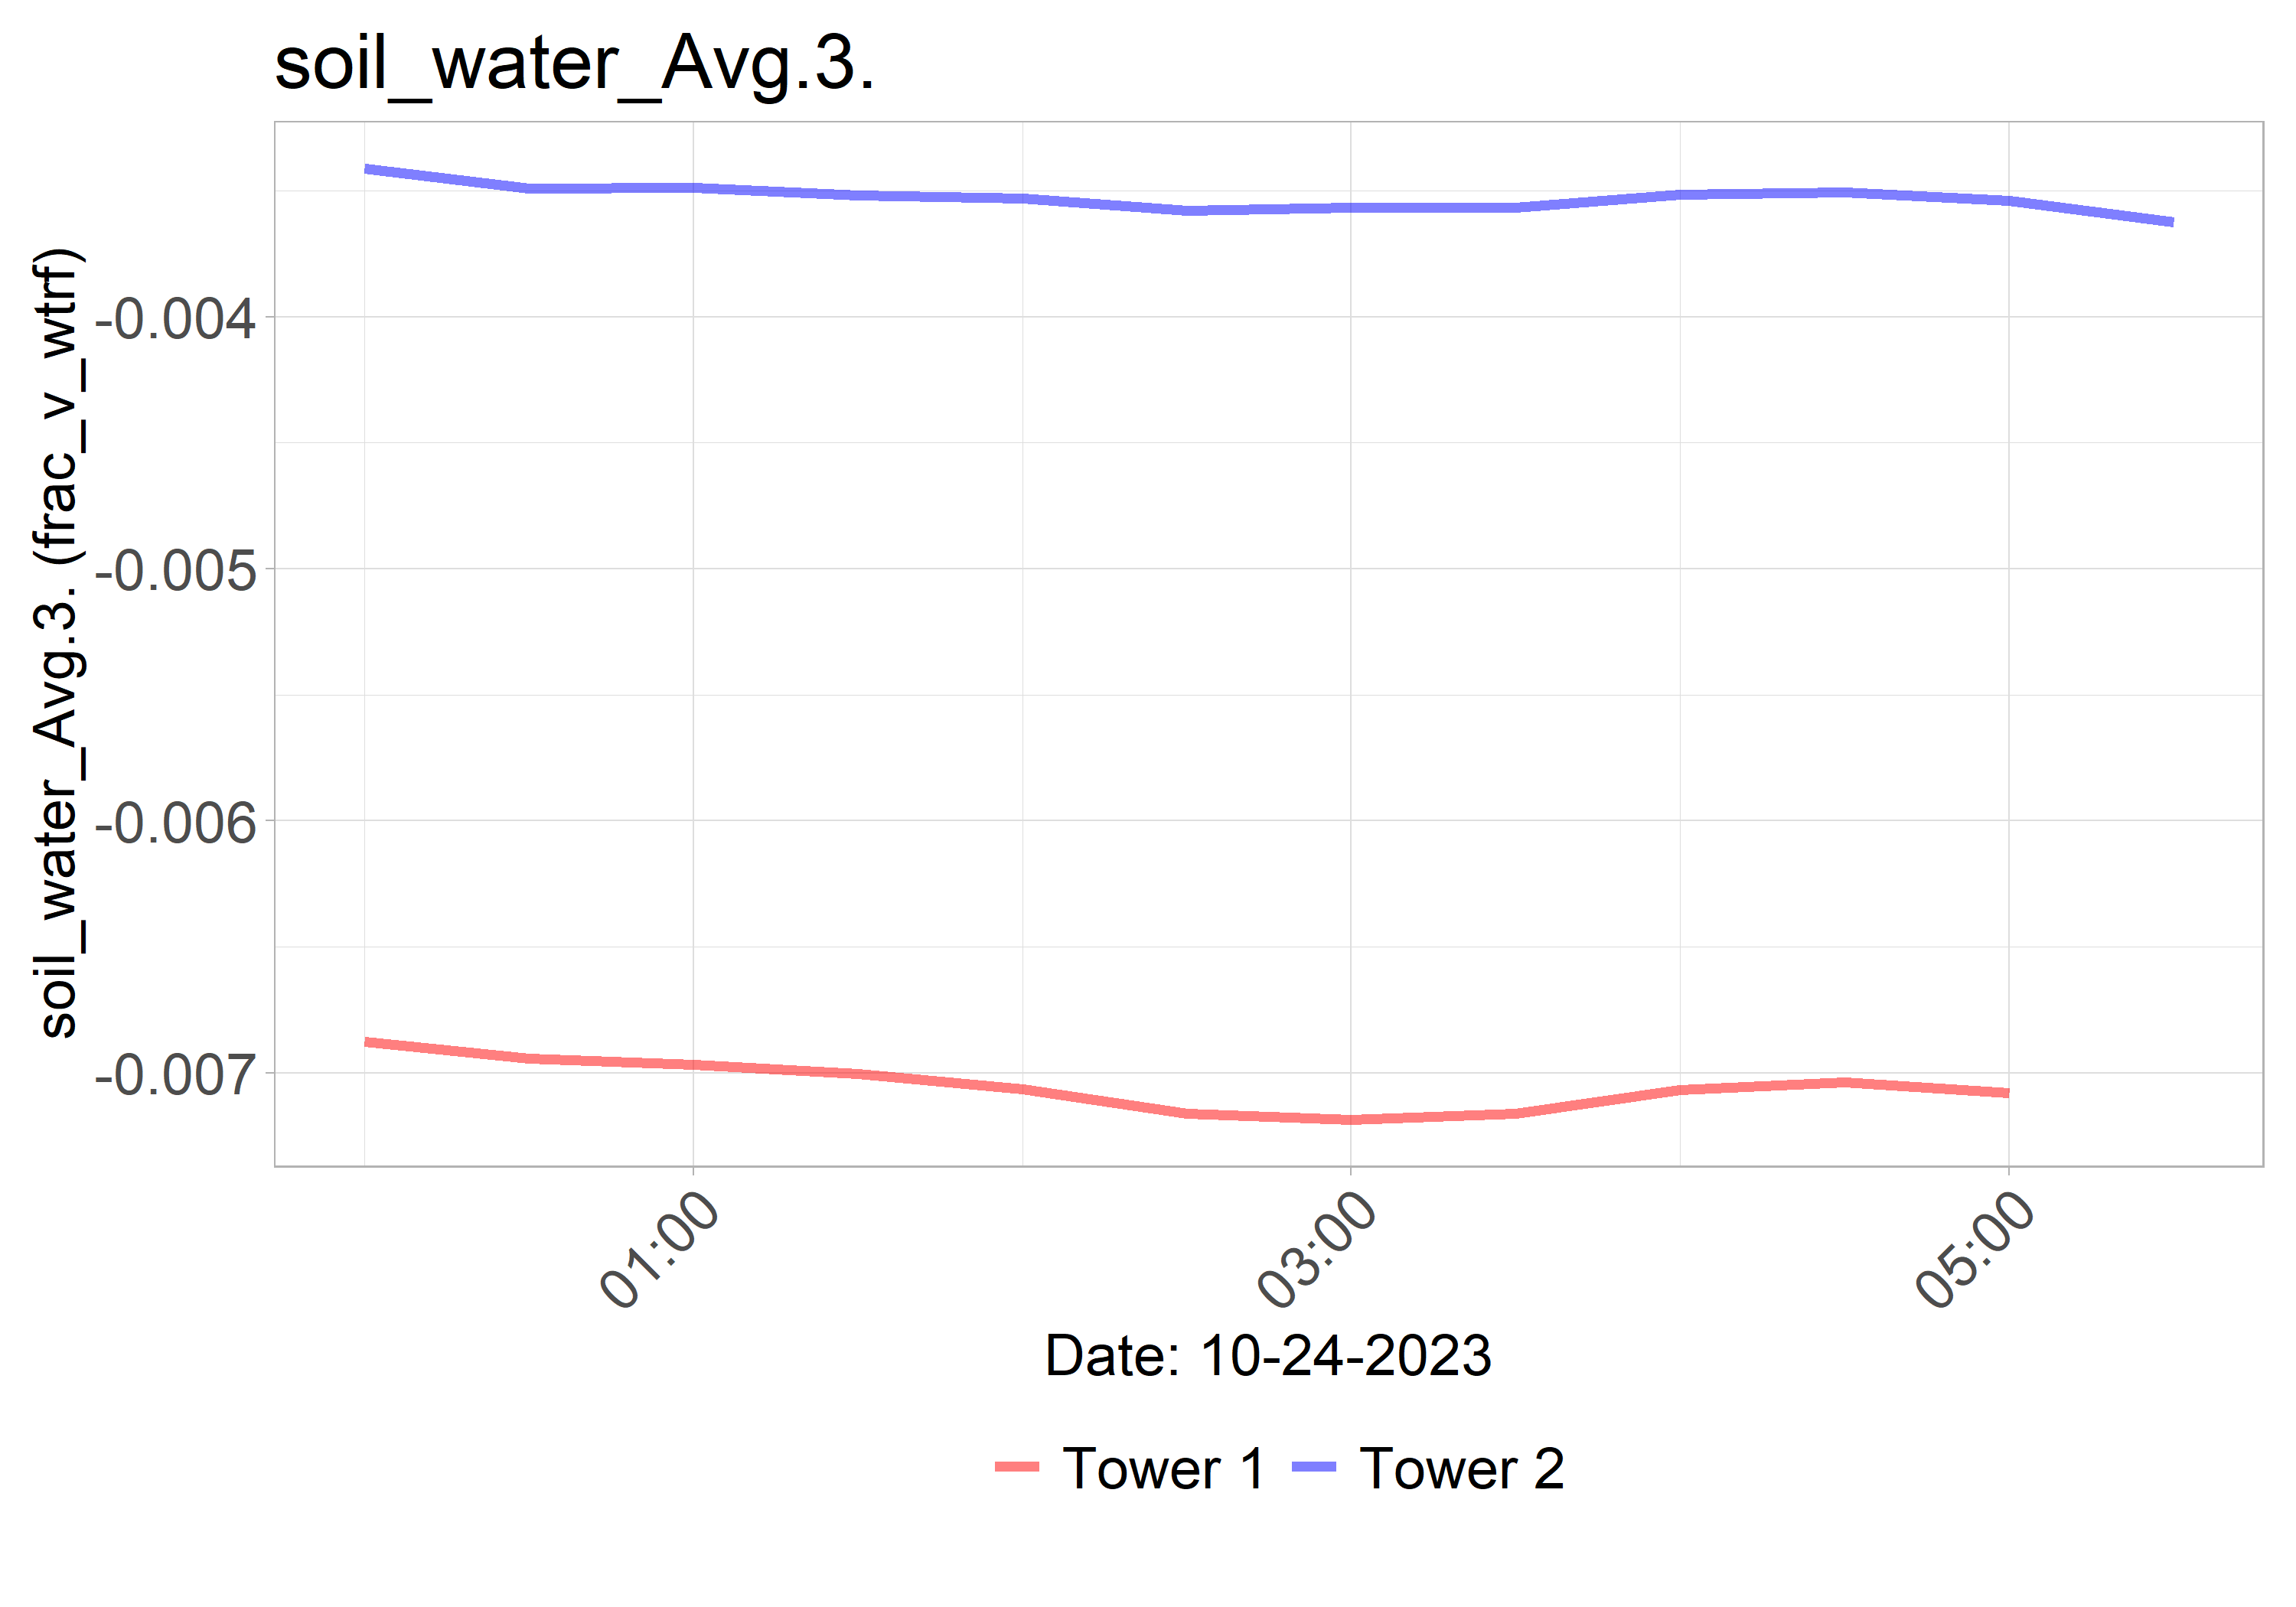 soil_water_Avg.3.
soil_water_Avg.3. (frac_v_wtrf)
-0.004
-0.005
-0.006
-0.007
01:00
03:00
05:00
Date: 10-24-2023
Tower 1
Tower 2